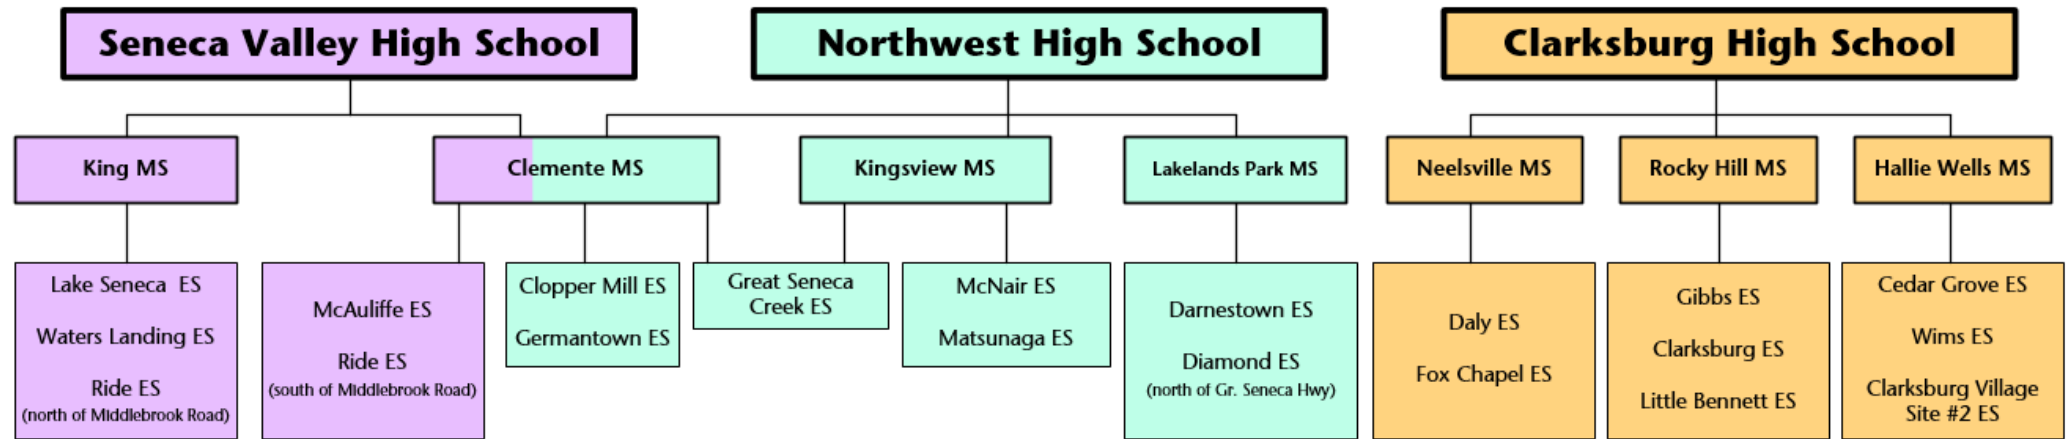 Seneca Valley High School
Northwest High School
Clarksburg High School
King MS
Clemente MS
Kingsview MS
Lakelands Park MS
Neelsville MS
Rocky Hill MS
Hallie Wells MS
Lake Seneca ES
Waters Landing ES
Ride ES
(north of Middlebrook Road)
McAuliffe ES
Ride ES
(south of Middlebrook Road)
Clopper Mill ES
Germantown ES
Great Seneca
Creek ES
McNair ES
Matsunaga ES
Darnestown ES
Diamond ES
(north of Gr. Seneca Hwy)
Daly ES
Fox Chapel ES
Gibbs ES
Clarksburg ES
Little Bennett ES
Cedar Grove ES
Wims ES
Clarksburg Village
Site #2 ES